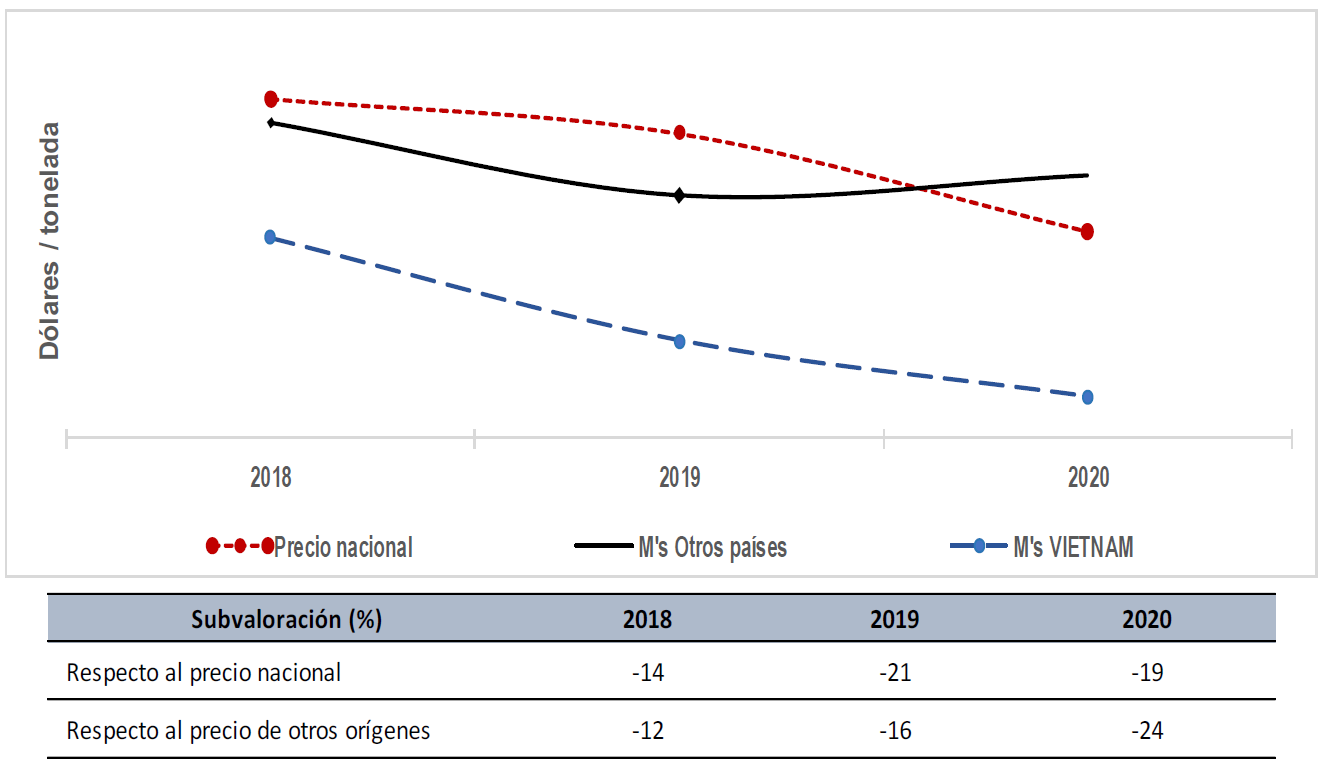 Dólares / tonelada
2018 2019 2020
Precio nacional M's Otros países M's VIETNAM
Subvaloración (%) 2018 2019 2020
Respecto al precio nacional -14 -21 -19
Respecto al precio de otros orígenes -12 -16 -24